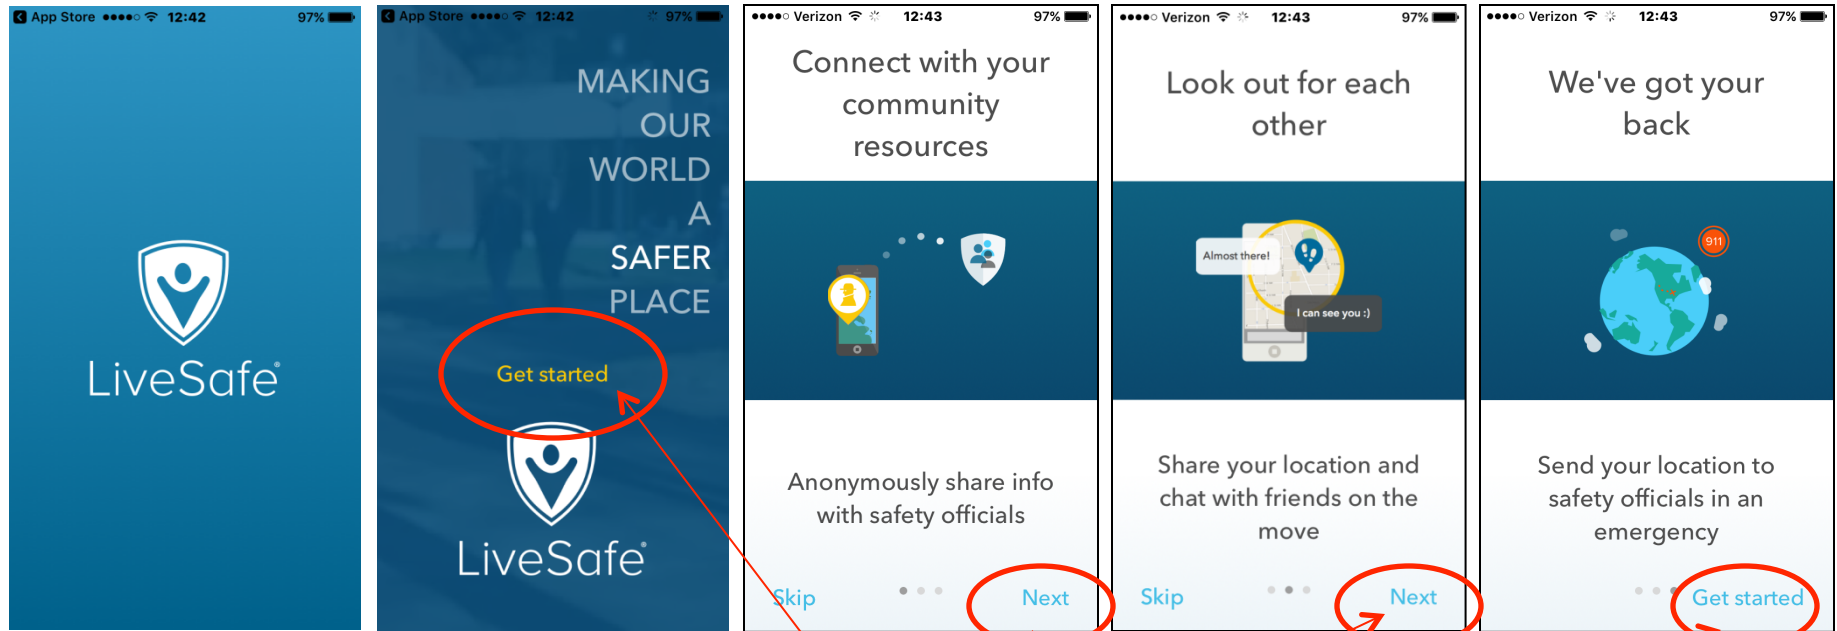 App Store 12:42 97%
LiveSafe®
App Store 12:42 97%
MAKING
OUR
WORLD
A
SAFER
PLACE
Get started
LiveSafe®
Verizon 12:43 97%
Connect with your
community
resources
Anonymously share info
with safety officials
Skip Next
Verizon 12:43 97%
Look out for each
other
Almost there!
I can see you :)
Share your location and
chat with friends on the
move
Skip Next
Verizon 12:43 97%
We've got your
back
911
Send your location to
safety officials in an
emergency
Get started